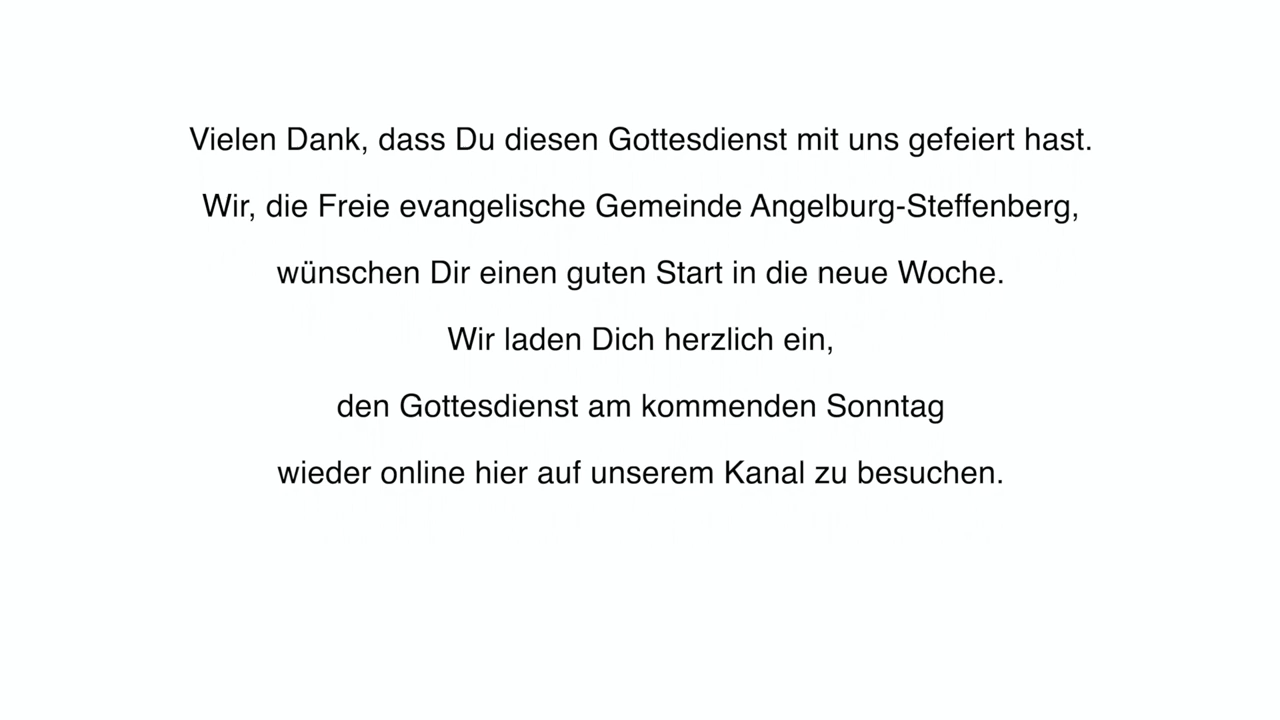 Vielen Dank, dass Du diesen Gottesdienst mit uns gefeiert hast.
Wir, die Freie evangelische Gemeinde Angelburg-Steffenberg,
wünschen Dir einen guten Start in die neue Woche.
Wir laden Dich herzlich ein,
den Gottesdienst am kommenden Sonntag
wieder online hier auf unserem Kanal zu besuchen.